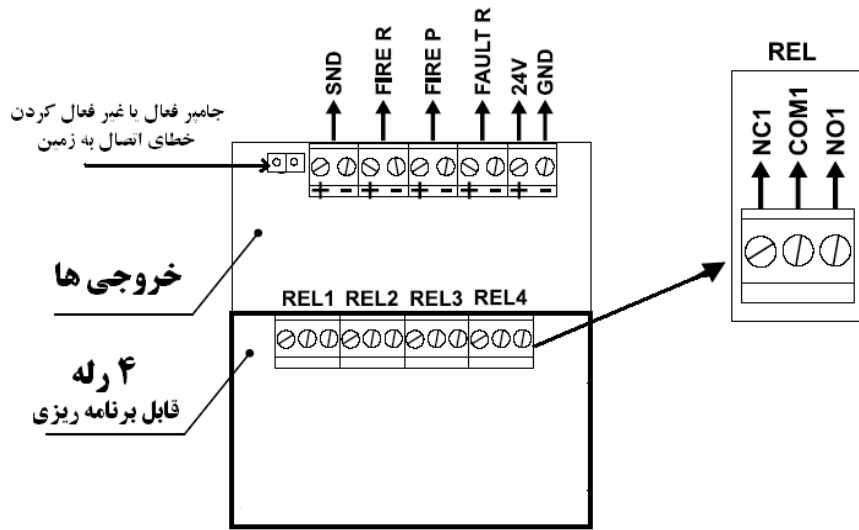 SND
FIRE R
FIRE P
FAULT R
24V
GND
جامپر فعال یا غیر فعال کردن
خطای اتصال به زمین
+ - + - + - + - + -
خروجی ها
REL1 REL2 REL3 REL4
۴ رله
قابل برنامه ریزی
REL
NC1
COM1
NO1